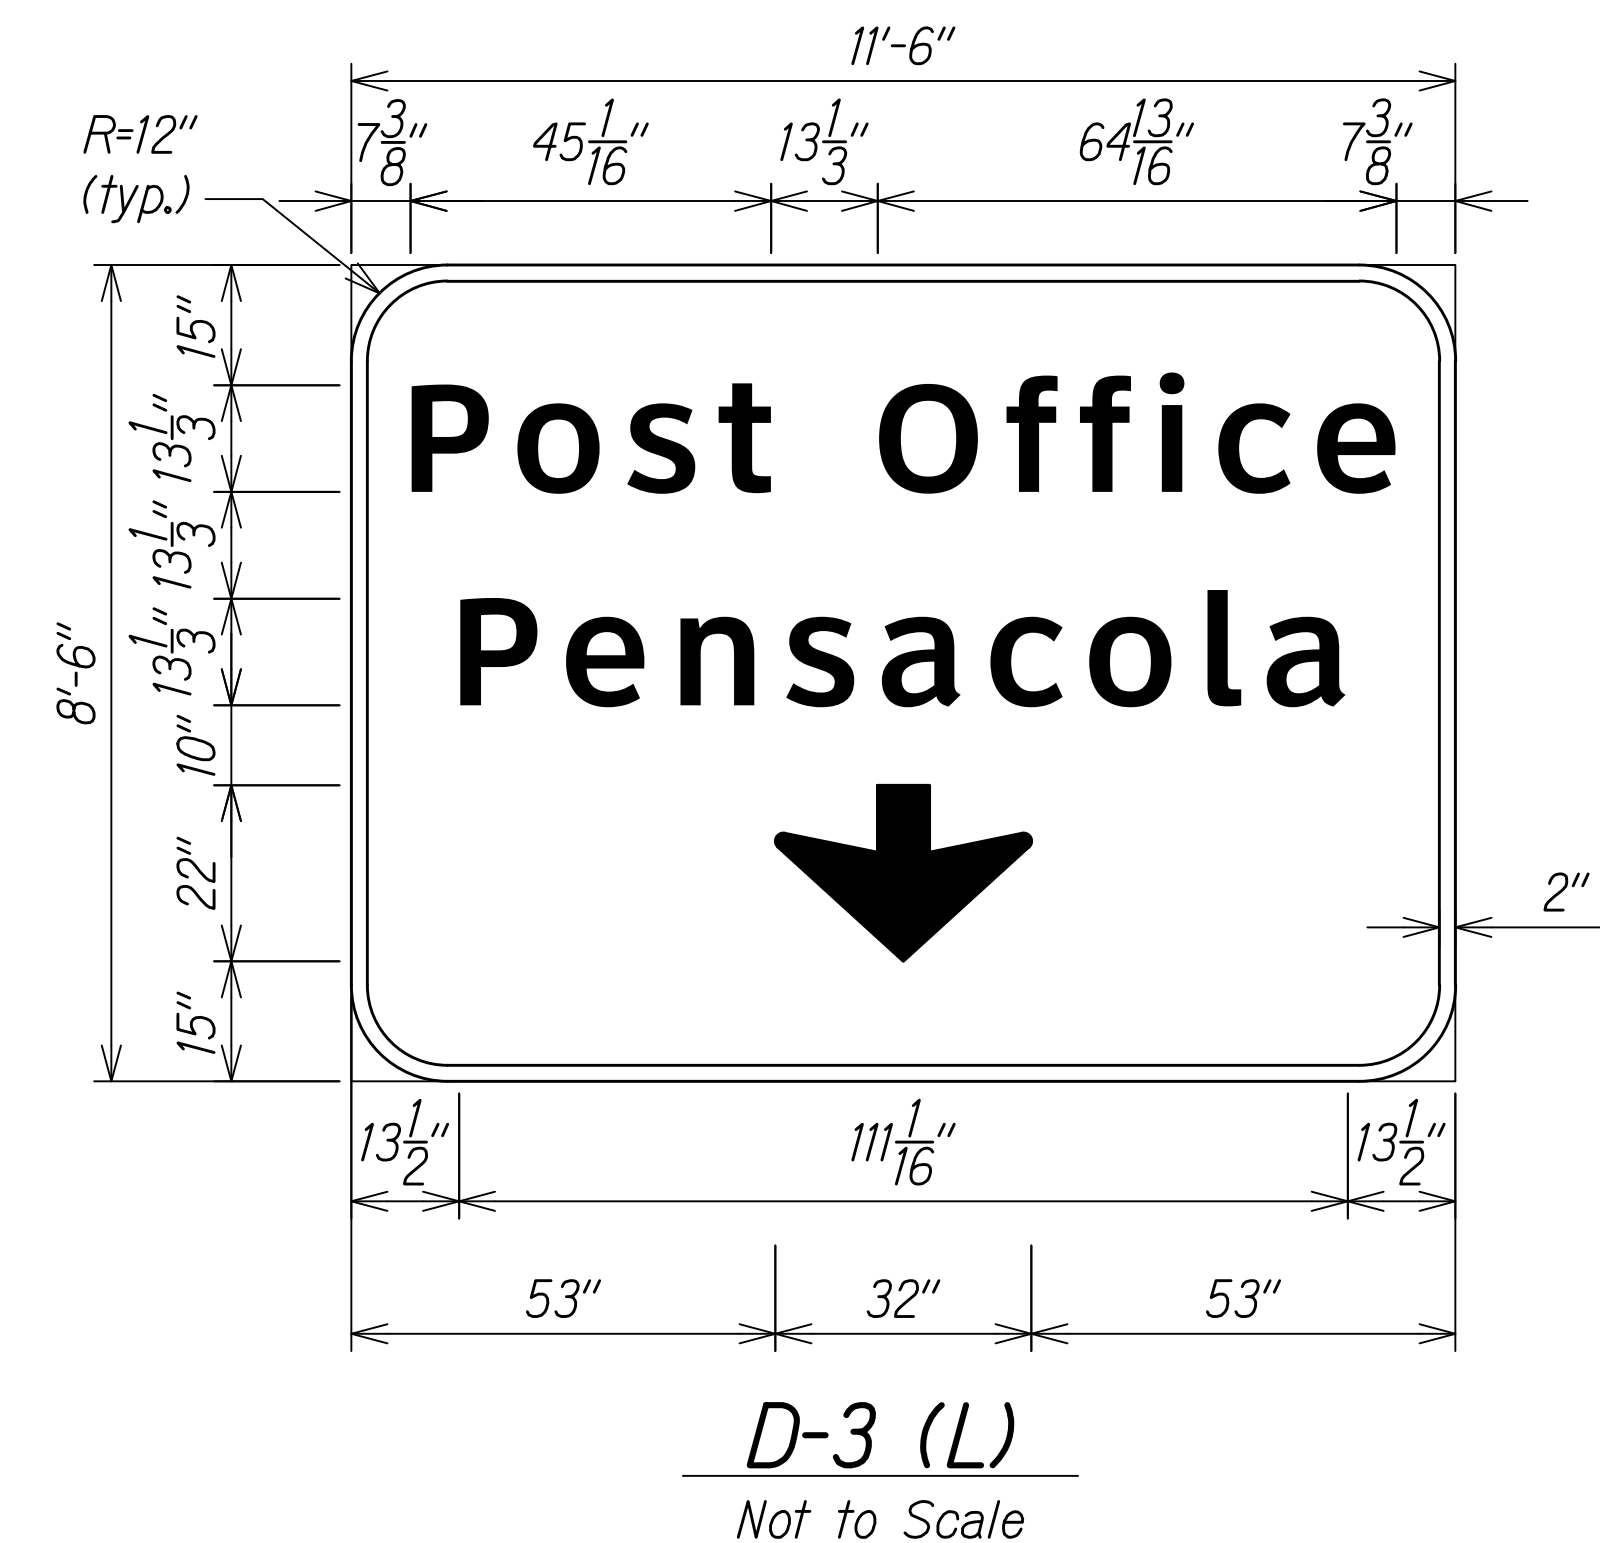 11'-6"
R=12"
(typ.)
7 3/8" 45 1/16" 13 1/3" 64 13/16" 7 3/8"
15"
13 1/3"
13 1/3"
13 1/3"
10"
22"
15"
8'-6"
Post Office
Pensacola
2"
13 1/2" 111 1/16" 13 1/2"
53" 32" 53"
D-3 (L)
Not to Scale